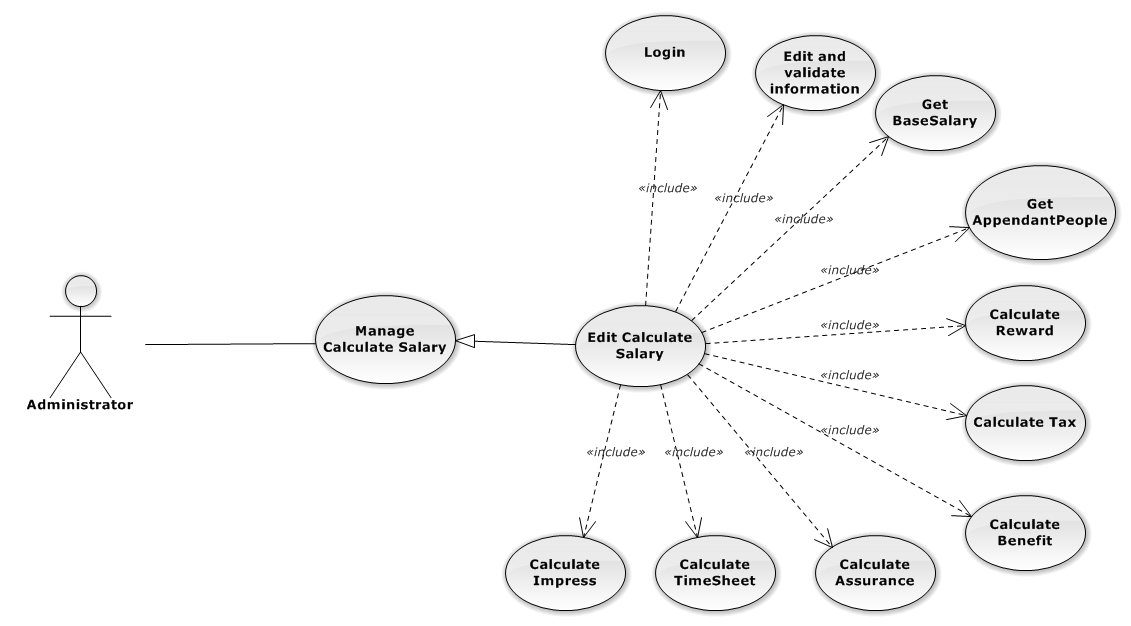 Login
Edit and
validate
information
Get
BaseSalary
«include»
«include»
«include»
Get
AppendantPeople
«include»
Administrator
Manage
Calculate Salary
Edit Calculate
Salary
«include»
Calculate
Reward
«include»
Calculate Tax
«include»
«include»
«include»
«include»
Calculate
Benefit
Calculate
Impress
Calculate
TimeSheet
Calculate
Assurance